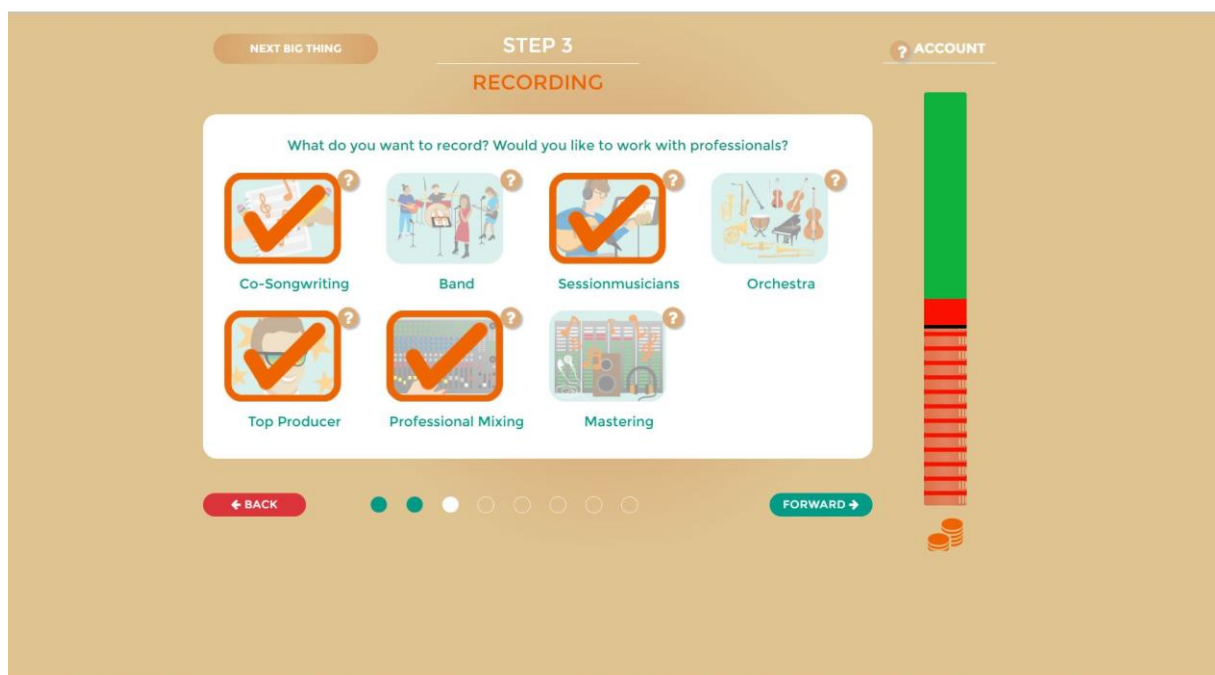 NEXT BIG THING
STEP 3
? ACCOUNT
RECORDING
What do you want to record? Would you like to work with professionals?
? ? ? ?
Co-Songwriting Band Sessionmusicians Orchestra
? ? ?
Top Producer Professional Mixing Mastering
BACK
FORWARD